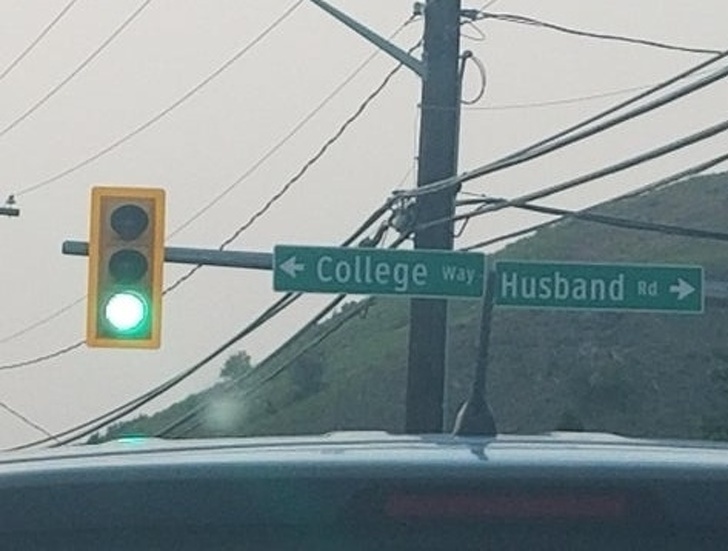 ← College Way
Husband Rd →